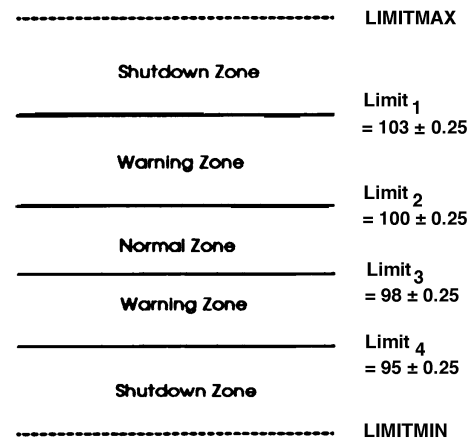 LIMITMAX
Shutdown Zone
Limit 1
= 103 ± 0.25
Warning Zone
Limit 2
= 100 ± 0.25
Normal Zone
Limit 3
= 98 ± 0.25
Warning Zone
Limit 4
= 95 ± 0.25
Shutdown Zone
LIMITMIN